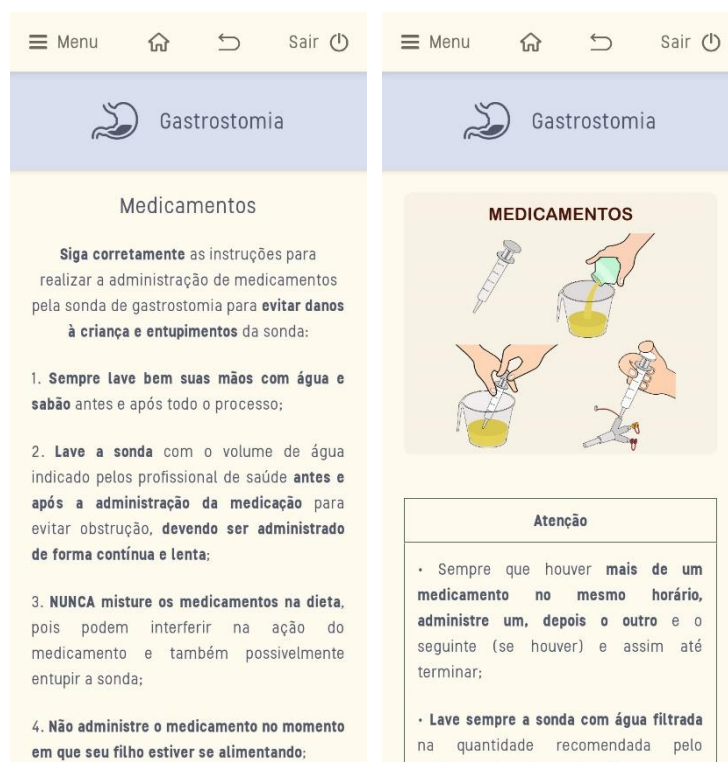 Menu Sair
Gastrostomia
Medicamentos
Siga corretamente as instruções para
realizar a administração de medicamentos
pela sonda de gastrostomia para evitar danos
à criança e entupimentos da sonda:
1. Sempre lave bem suas mãos com água e
sabão antes e após todo o processo;
2. Lave a sonda com o volume de água
indicado pelos profissional de saúde antes e
após a administração da medicação para
evitar obstrução, devendo ser administrado
de forma contínua e lenta;
3. NUNCA misture os medicamentos na dieta,
pois podem interferir na ação do
medicamento e também possivelmente
entupir a sonda;
4. Não administre o medicamento no momento
em que seu filho estiver se alimentando;
Menu Sair
Gastrostomia
MEDICAMENTOS
Atenção
• Sempre que houver mais de um
medicamento no mesmo horário,
administre um, depois o outro e o
seguinte (se houver) e assim até
terminar;
• Lave sempre a sonda com água filtrada
na quantidade recomendada pelo